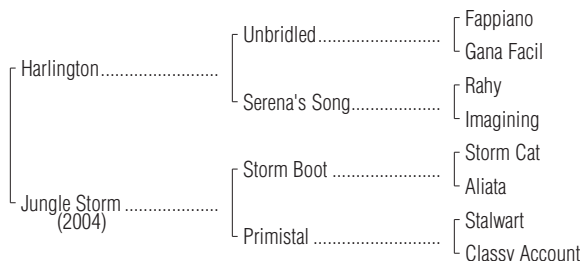 Fappiano
Unbridled
Gana Facil
Harlington
Rahy
Serena's Song
Imagining
Storm Cat
Storm Boot
Aliata
Jungle Storm
(2004)
Stalwart
Primistal
Classy Account